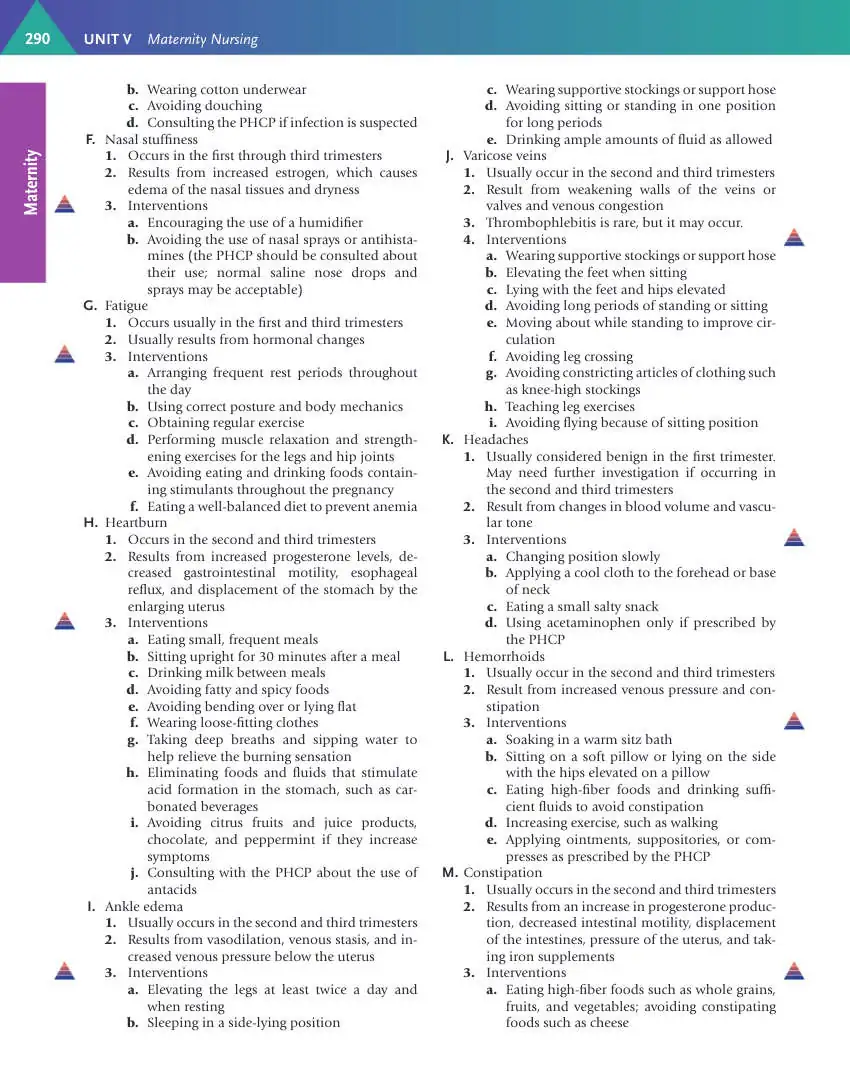 290
UNIT V Maternity Nursing
Maternity
b. Wearing cotton underwear
c. Avoiding douching
d. Consulting the PHCP if infection is suspected
F. Nasal stuffiness
1. Occurs in the first through third trimesters
2. Results from increased estrogen, which causes
edema of the nasal tissues and dryness
3. Interventions
a. Encouraging the use of a humidifier
b. Avoiding the use of nasal sprays or antihista-
mines (the PHCP should be consulted about
their use; normal saline nose drops and
sprays may be acceptable)
G. Fatigue
1. Occurs usually in the first and third trimesters
2. Usually results from hormonal changes
3. Interventions
a. Arranging frequent rest periods throughout
the day
b. Using correct posture and body mechanics
c. Obtaining regular exercise
d. Performing muscle relaxation and strength-
ening exercises for the legs and hip joints
e. Avoiding eating and drinking foods contain-
ing stimulants throughout the pregnancy
f. Eating a well-balanced diet to prevent anemia
H. Heartburn
1. Occurs in the second and third trimesters
2. Results from increased progesterone levels, de-
creased gastrointestinal motility, esophageal
reflux, and displacement of the stomach by the
enlarging uterus
3. Interventions
a. Eating small, frequent meals
b. Sitting upright for 30 minutes after a meal
c. Drinking milk between meals
d. Avoiding fatty and spicy foods
e. Avoiding bending over or lying flat
f. Wearing loose-fitting clothes
g. Taking deep breaths and sipping water to
help relieve the burning sensation
h. Eliminating foods and fluids that stimulate
acid formation in the stomach, such as car-
bonated beverages
i. Avoiding citrus fruits and juice products,
chocolate, and peppermint if they increase
symptoms
j. Consulting with the PHCP about the use of
antacids
I. Ankle edema
1. Usually occurs in the second and third trimesters
2. Results from vasodilation, venous stasis, and in-
creased venous pressure below the uterus
3. Interventions
a. Elevating the legs at least twice a day and
when resting
b. Sleeping in a side-lying position
c. Wearing supportive stockings or support hose
d. Avoiding sitting or standing in one position
for long periods
e. Drinking ample amounts of fluid as allowed
J. Varicose veins
1. Usually occur in the second and third trimesters
2. Result from weakening walls of the veins or
valves and venous congestion
3. Thrombophlebitis is rare, but it may occur.
4. Interventions
a. Wearing supportive stockings or support hose
b. Elevating the feet when sitting
c. Lying with the feet and hips elevated
d. Avoiding long periods of standing or sitting
e. Moving about while standing to improve cir-
culation
f. Avoiding leg crossing
g. Avoiding constricting articles of clothing such
as knee-high stockings
h. Teaching leg exercises
i. Avoiding flying because of sitting position
K. Headaches
1. Usually considered benign in the first trimester.
May need further investigation if occurring in
the second and third trimesters
2. Result from changes in blood volume and vascu-
lar tone
3. Interventions
a. Changing position slowly
b. Applying a cool cloth to the forehead or base
of neck
c. Eating a small salty snack
d. Using acetaminophen only if prescribed by
the PHCP
L. Hemorrhoids
1. Usually occur in the second and third trimesters
2. Result from increased venous pressure and con-
stipation
3. Interventions
a. Soaking in a warm sitz bath
b. Sitting on a soft pillow or lying on the side
with the hips elevated on a pillow
c. Eating high-fiber foods and drinking suffi-
cient fluids to avoid constipation
d. Increasing exercise, such as walking
e. Applying ointments, suppositories, or com-
presses as prescribed by the PHCP
M. Constipation
1. Usually occurs in the second and third trimesters
2. Results from an increase in progesterone produc-
tion, decreased intestinal motility, displacement
of the intestines, pressure of the uterus, and tak-
ing iron supplements
3. Interventions
a. Eating high-fiber foods such as whole grains,
fruits, and vegetables; avoiding constipating
foods such as cheese